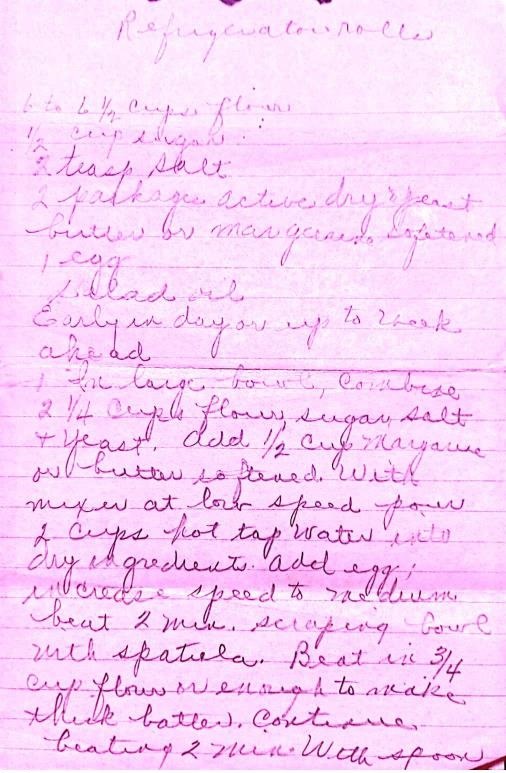 Refrigerator rolls
6 to 6 ½ cups flour
½ cup sugar
2 teasp salt
2 packages active dry yeast
butter or margarine softened
1 egg
salad oil
Early in day or up to week
ahead
1 In large bowl, combine
2 ¼ cups flour sugar, salt
+ yeast. add ½ cup margarine
or butter softened. With
mixer at low speed pour
2 cups hot tap water into
dry ingredients. add egg;
increase speed to medium
beat 2 min. scraping bowl
with spatula. Beat in ¾
cup flour or enough to make
thick batter. Continue
beating 2 min. With spoon